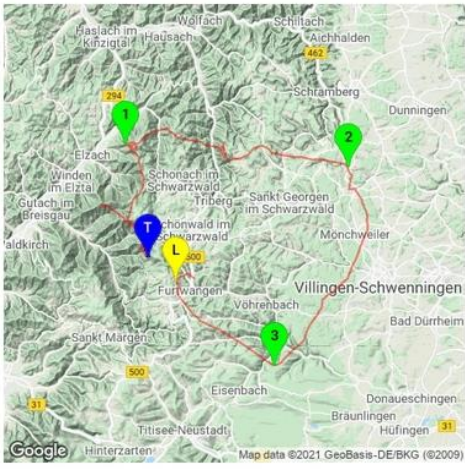 Haslach im
Kinzigtal
Wolfach
Hausach
Schiltach
Aichhalden
462
294
Schramberg
Dunningen
1
2
Elzach
Winden
im Elztal
Schonach im
Schwarzwald
Triberg
Sankt Georgen
im Schwarzwald
Gutach im
Breisgau
Waldkirch
T
Schönwald im
Schwarzwald
Mönchweiler
L
500
Furtwangen
Villingen-Schwenningen
Vöhrenbach
Bad Dürrheim
3
Sankt Märgen
500
Eisenbach
Donaueschingen
31
Bräunlingen
Hüfingen
31
Titisee-Neustadt
Hinterzarten
Google
Map data ©2021 GeoBasis-DE/BKG (©2009)